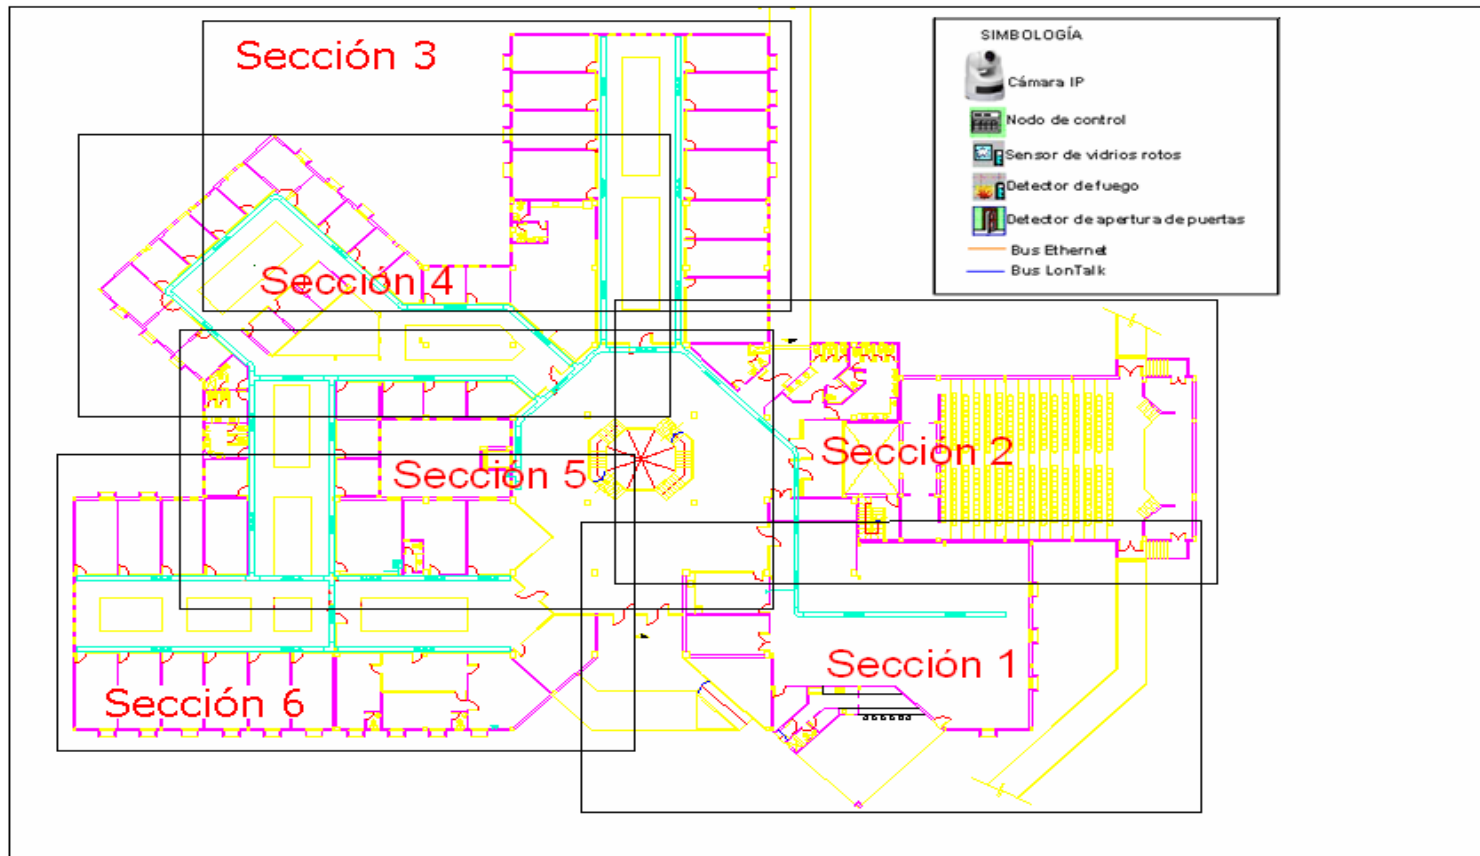 Sección 3
SIMBOLOGÍA
Cámara IP
Nodo de control
Sensor de vidrios rotos
Detector de fuego
Detector de apertura de puertas
Bus Ethernet
Bus LonTalk
Sección 4
Sección 2
Sección 5
Sección 1
Sección 6